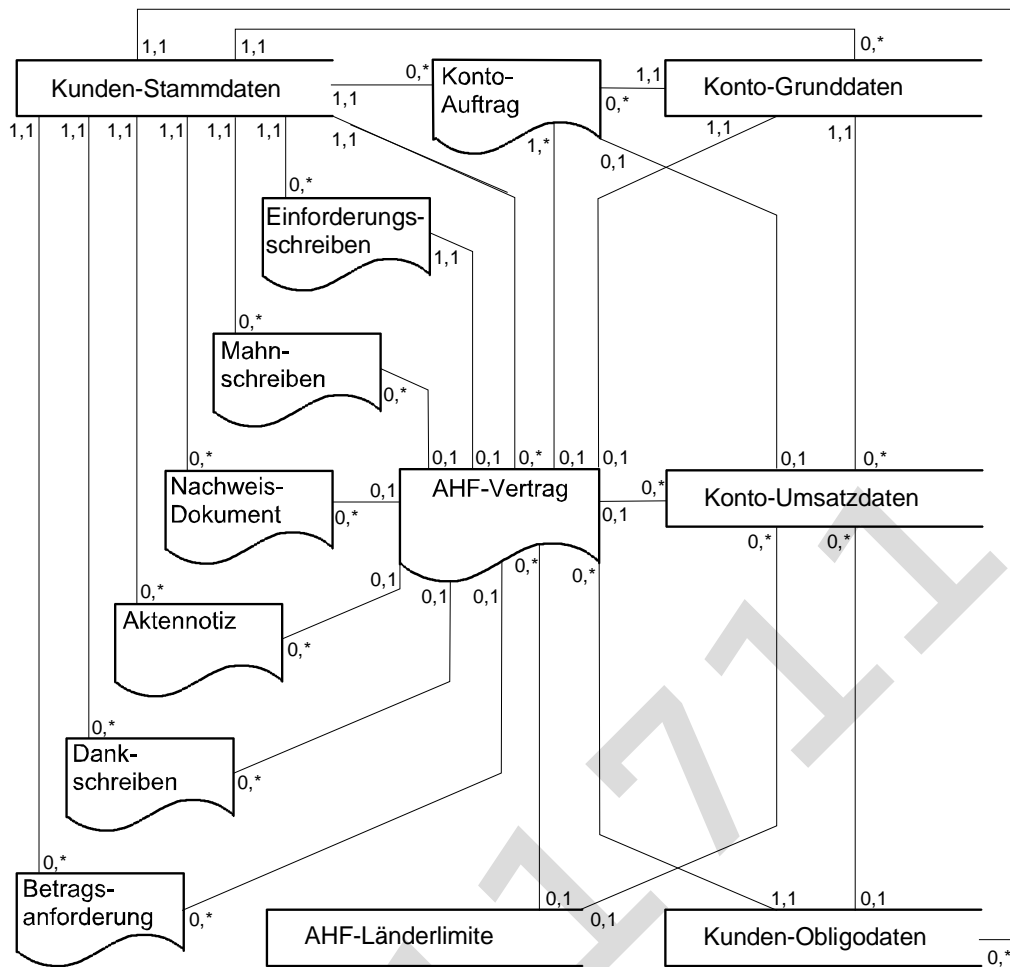 1,1
1,1
0,*
Kunden-Stammdaten
0,*
Konto-
Auftrag
1,1
Konto-Grunddaten
1,1
0,*
1,1
1,1
1,1
1,1
1,1
1,1
1,1
1,*
0,1
1,1
1,1
0,*
Einforderungs-
schreiben
1,1
0,*
Mahn-
schreiben
0,*
0,*
0,1
0,1
0,*
0,1
0,1
0,1
0,*
Nachweis-
Dokument
0,1
0,*
AHF-Vertrag
0,*
0,1
Konto-Umsatzdaten
0,*
0,*
0,1
0,1
0,1
0,*
0,*
0,*
Aktennotiz
0,*
0,*
Dank-
schreiben
0,*
0,*
Betrags-
anforderung
0,*
0,1
0,1
AHF-Länderlimite
1,1
0,1
Kunden-Obligodaten
0,*
1711